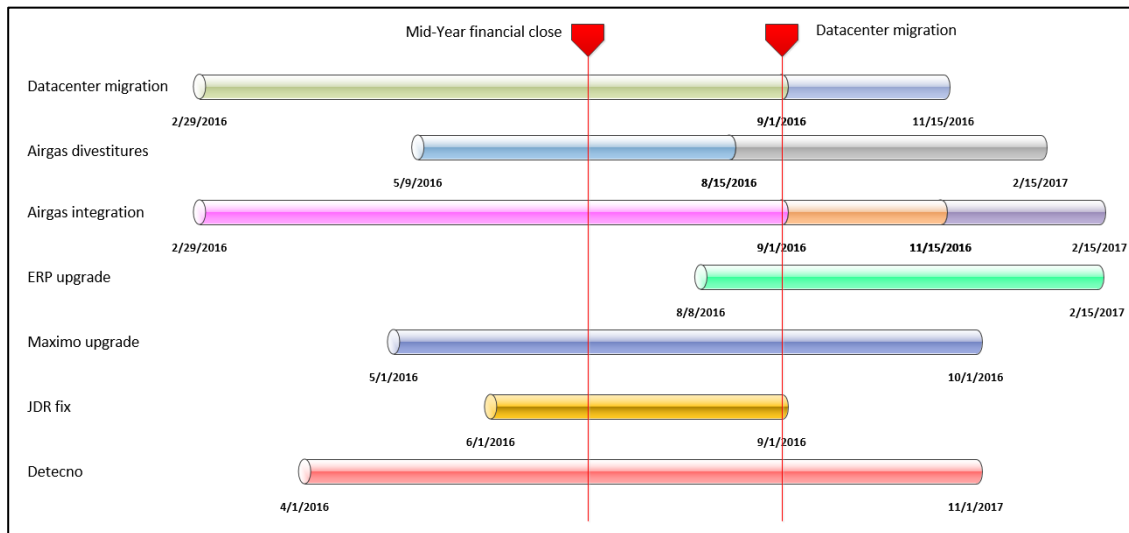 Mid-Year financial close Datacenter migration
Datacenter migration
2/29/2016 9/1/2016 11/15/2016
Airgas divestitures
5/9/2016 8/15/2016 2/15/2017
Airgas integration
2/29/2016 9/1/2016 11/15/2016 2/15/2017
ERP upgrade
8/8/2016 2/15/2017
Maximo upgrade
5/1/2016 10/1/2016
JDR fix
6/1/2016 9/1/2016
Detecno
4/1/2016 11/1/2017